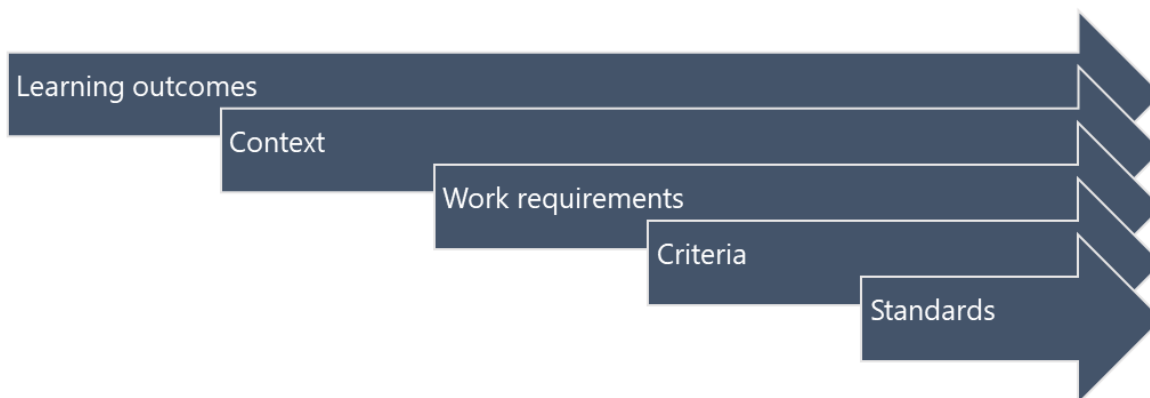 Learning outcomes
Context
Work requirements
Criteria
Standards